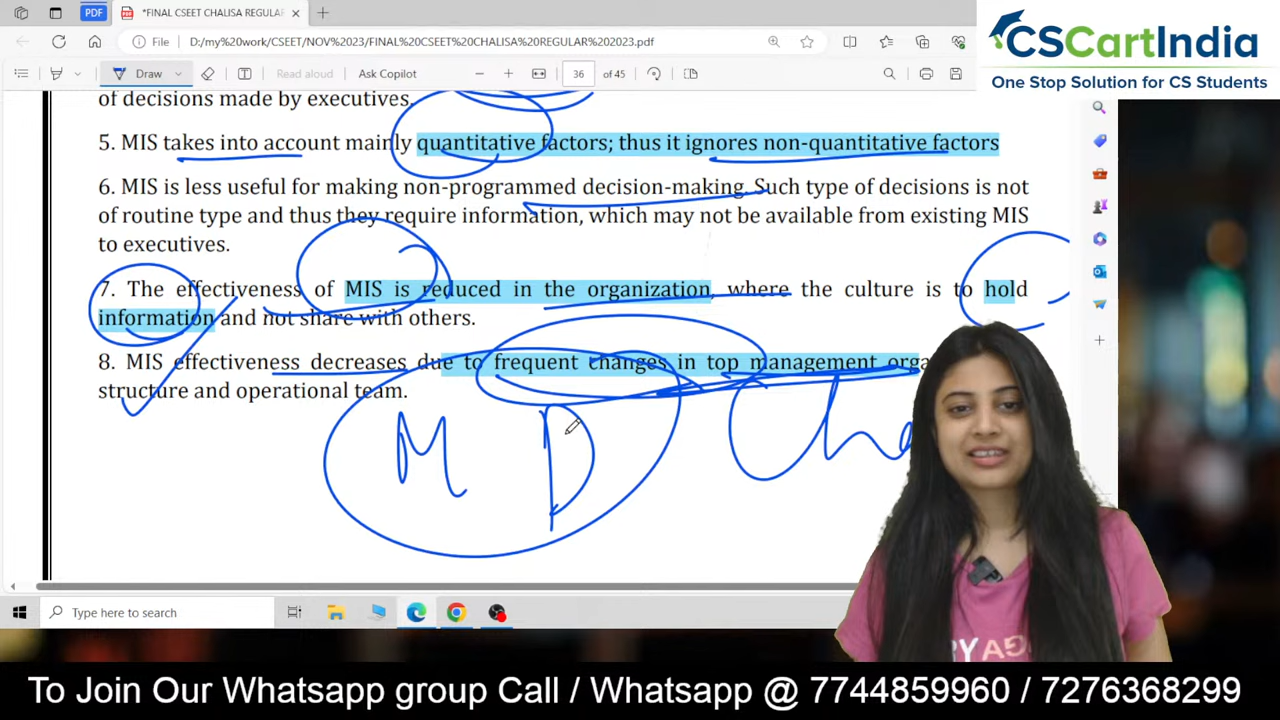 PDF
*FINAL CSEET CHALISA REGULAR
File
D:/my%20work/CSEET/NOV%202023/FINAL%20CSEET%20CHALISA%20REGULAR%202023.pdf
Draw
Read aloud
Ask Copilot
36
of 45
CSCartIndia
One Stop Solution for CS Students
of decisions made by executives.
5. MIS takes into account mainly quantitative factors; thus it ignores non-quantitative factors
6. MIS is less useful for making non-programmed decision-making. Such type of decisions is not
of routine type and thus they require information, which may not be available from existing MIS
to executives.
7. The effectiveness of MIS is reduced in the organization, where the culture is to hold
information and not share with others.
8. MIS effectiveness decreases due to frequent changes in top management
structure and operational team.
M D Cha
Type here to search
To Join Our Whatsapp group Call / Whatsapp @ 7744859960 / 7276368299